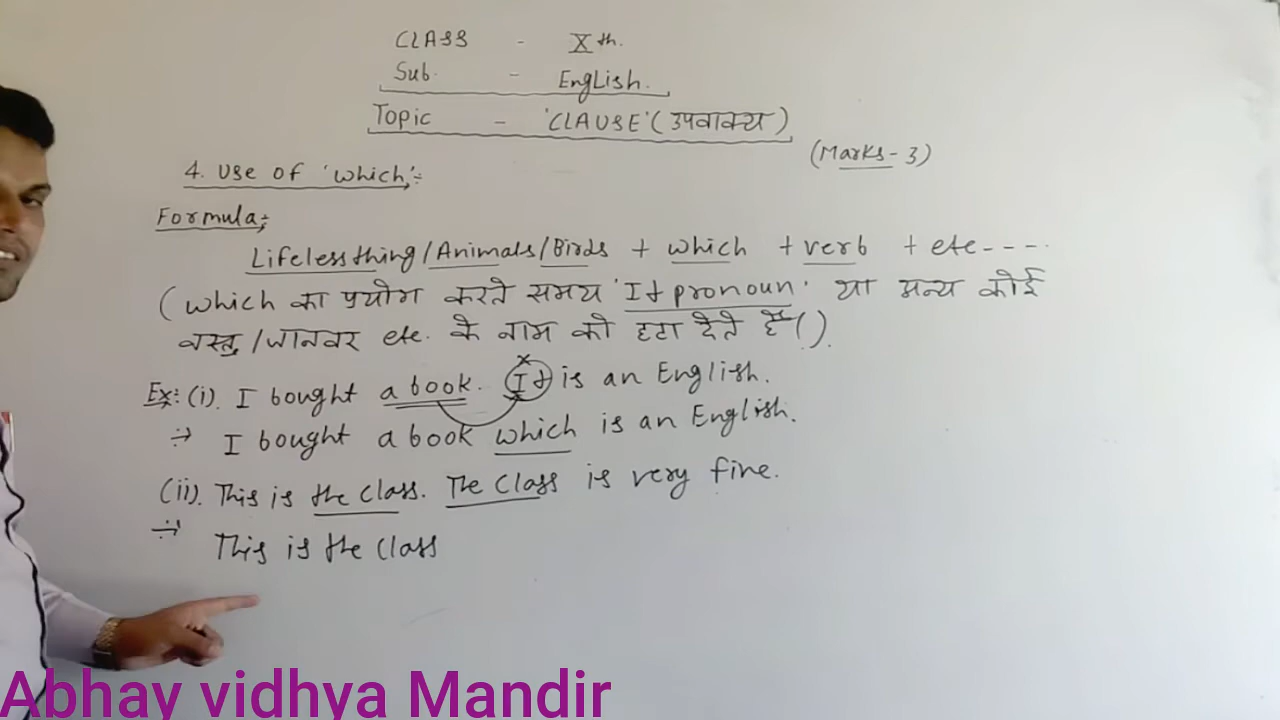 CLASS - Xth.
Sub. - English.
Topic - 'CLAUSE' (उपवाक्य)
(Marks-3)
4. Use of 'which':-
Formula:-
Lifeless thing/Animals/Birds + which + verb + etc----.
(which का प्रयोग करते समय 'It pronoun' या अन्य कोई
वस्तु/जानवर etc. के नाम को हटा देते हैं।).
Ex:(i). I bought a book. It is an English.
I bought a book which is an English.
(ii). This is the class. The class is very fine.
This is the class
Abhay vidhya Mandir